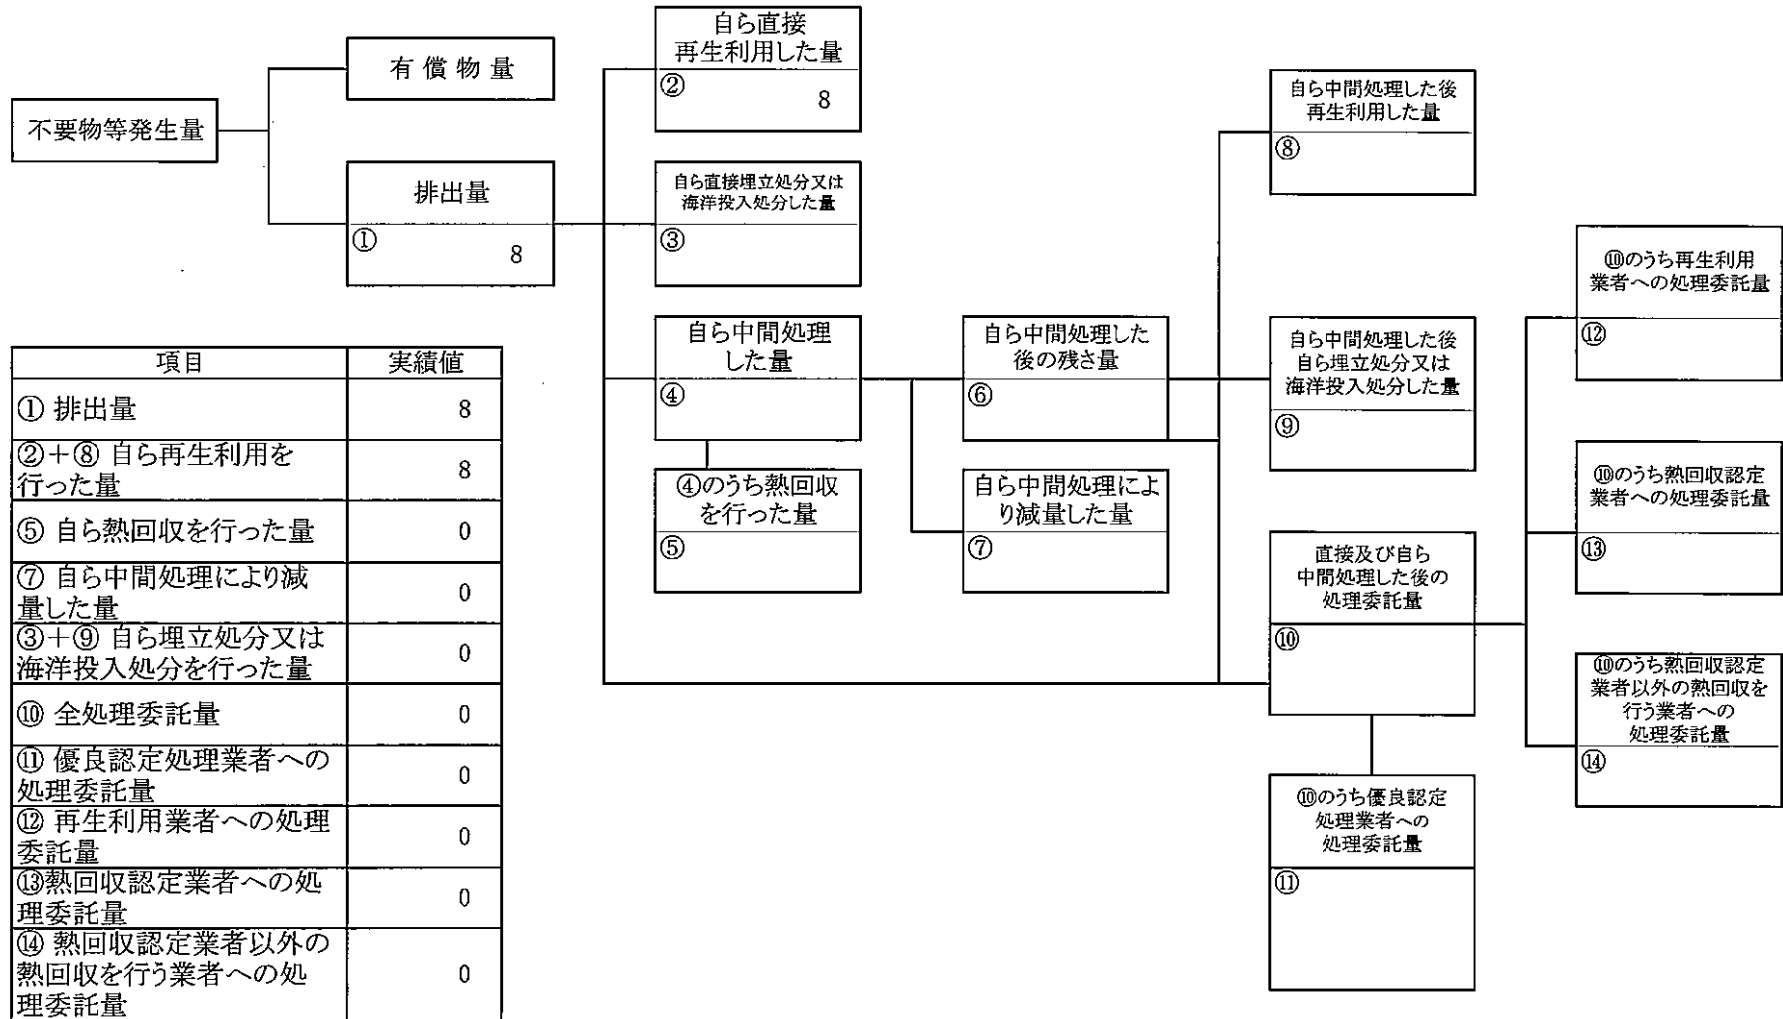 不要物等発生量
有償物量
排出量
①
8
自ら直接
再生利用した量
②
8
自ら直接埋立処分又は
海洋投入処分した量
③
自ら中間処理
した量
④
④のうち熱回収
を行った量
⑤
自ら中間処理した
後の残さ量
⑥
自ら中間処理によ
り減量した量
⑦
自ら中間処理した後
再生利用した量
⑧
自ら中間処理した後
自ら埋立処分又は
海洋投入処分した量
⑨
直接及び自ら
中間処理した後の
処理委託量
⑩
⑩のうち優良認定
処理業者への
処理委託量
⑪
⑩のうち再生利用
業者への処理委託量
⑫
⑩のうち熱回収認定
業者への処理委託量
⑬
⑩のうち熱回収認定
業者以外の熱回収を
行う業者への
処理委託量
⑭
項目 実績値
① 排出量 8
②+⑧ 自ら再生利用を
行った量 8
⑤ 自ら熱回収を行った量 0
⑦ 自ら中間処理により減
量した量 0
③+⑨ 自ら埋立処分又は
海洋投入処分を行った量 0
⑩ 全処理委託量 0
⑪ 優良認定処理業者への
処理委託量 0
⑫ 再生利用業者への処理
委託量 0
⑬熱回収認定業者への処
理委託量 0
⑭ 熱回収認定業者以外の
熱回収を行う業者への処
理委託量 0